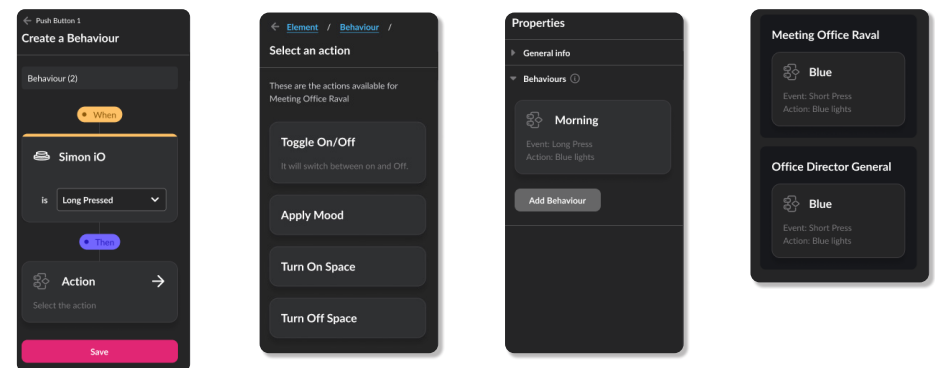 Push Button 1
Create a Behaviour
Behaviour (2)
When
Simon iO
is Long Pressed
Then
Action
Select the action
Save
Element / Behaviour /
Select an action
These are the actions available for
Meeting Office Raval
Toggle On/Off
It will switch between on and Off.
Apply Mood
Turn On Space
Turn Off Space
Properties
General info
Behaviours
Morning
Event: Long Press
Action: Blue lights
Add Behaviour
Meeting Office Raval
Blue
Event: Short Press
Action: Blue lights
Office Director General
Blue
Event: Short Press
Action: Blue lights